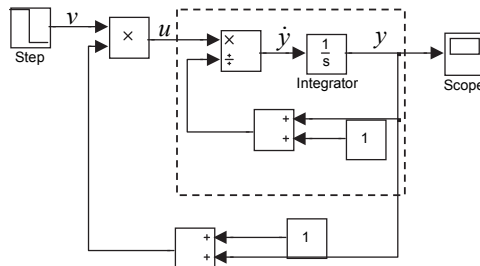 v
×
u
×
÷
ẏ
1
s
y
Step
Integrator
Scope
+
+
1
+
+
1